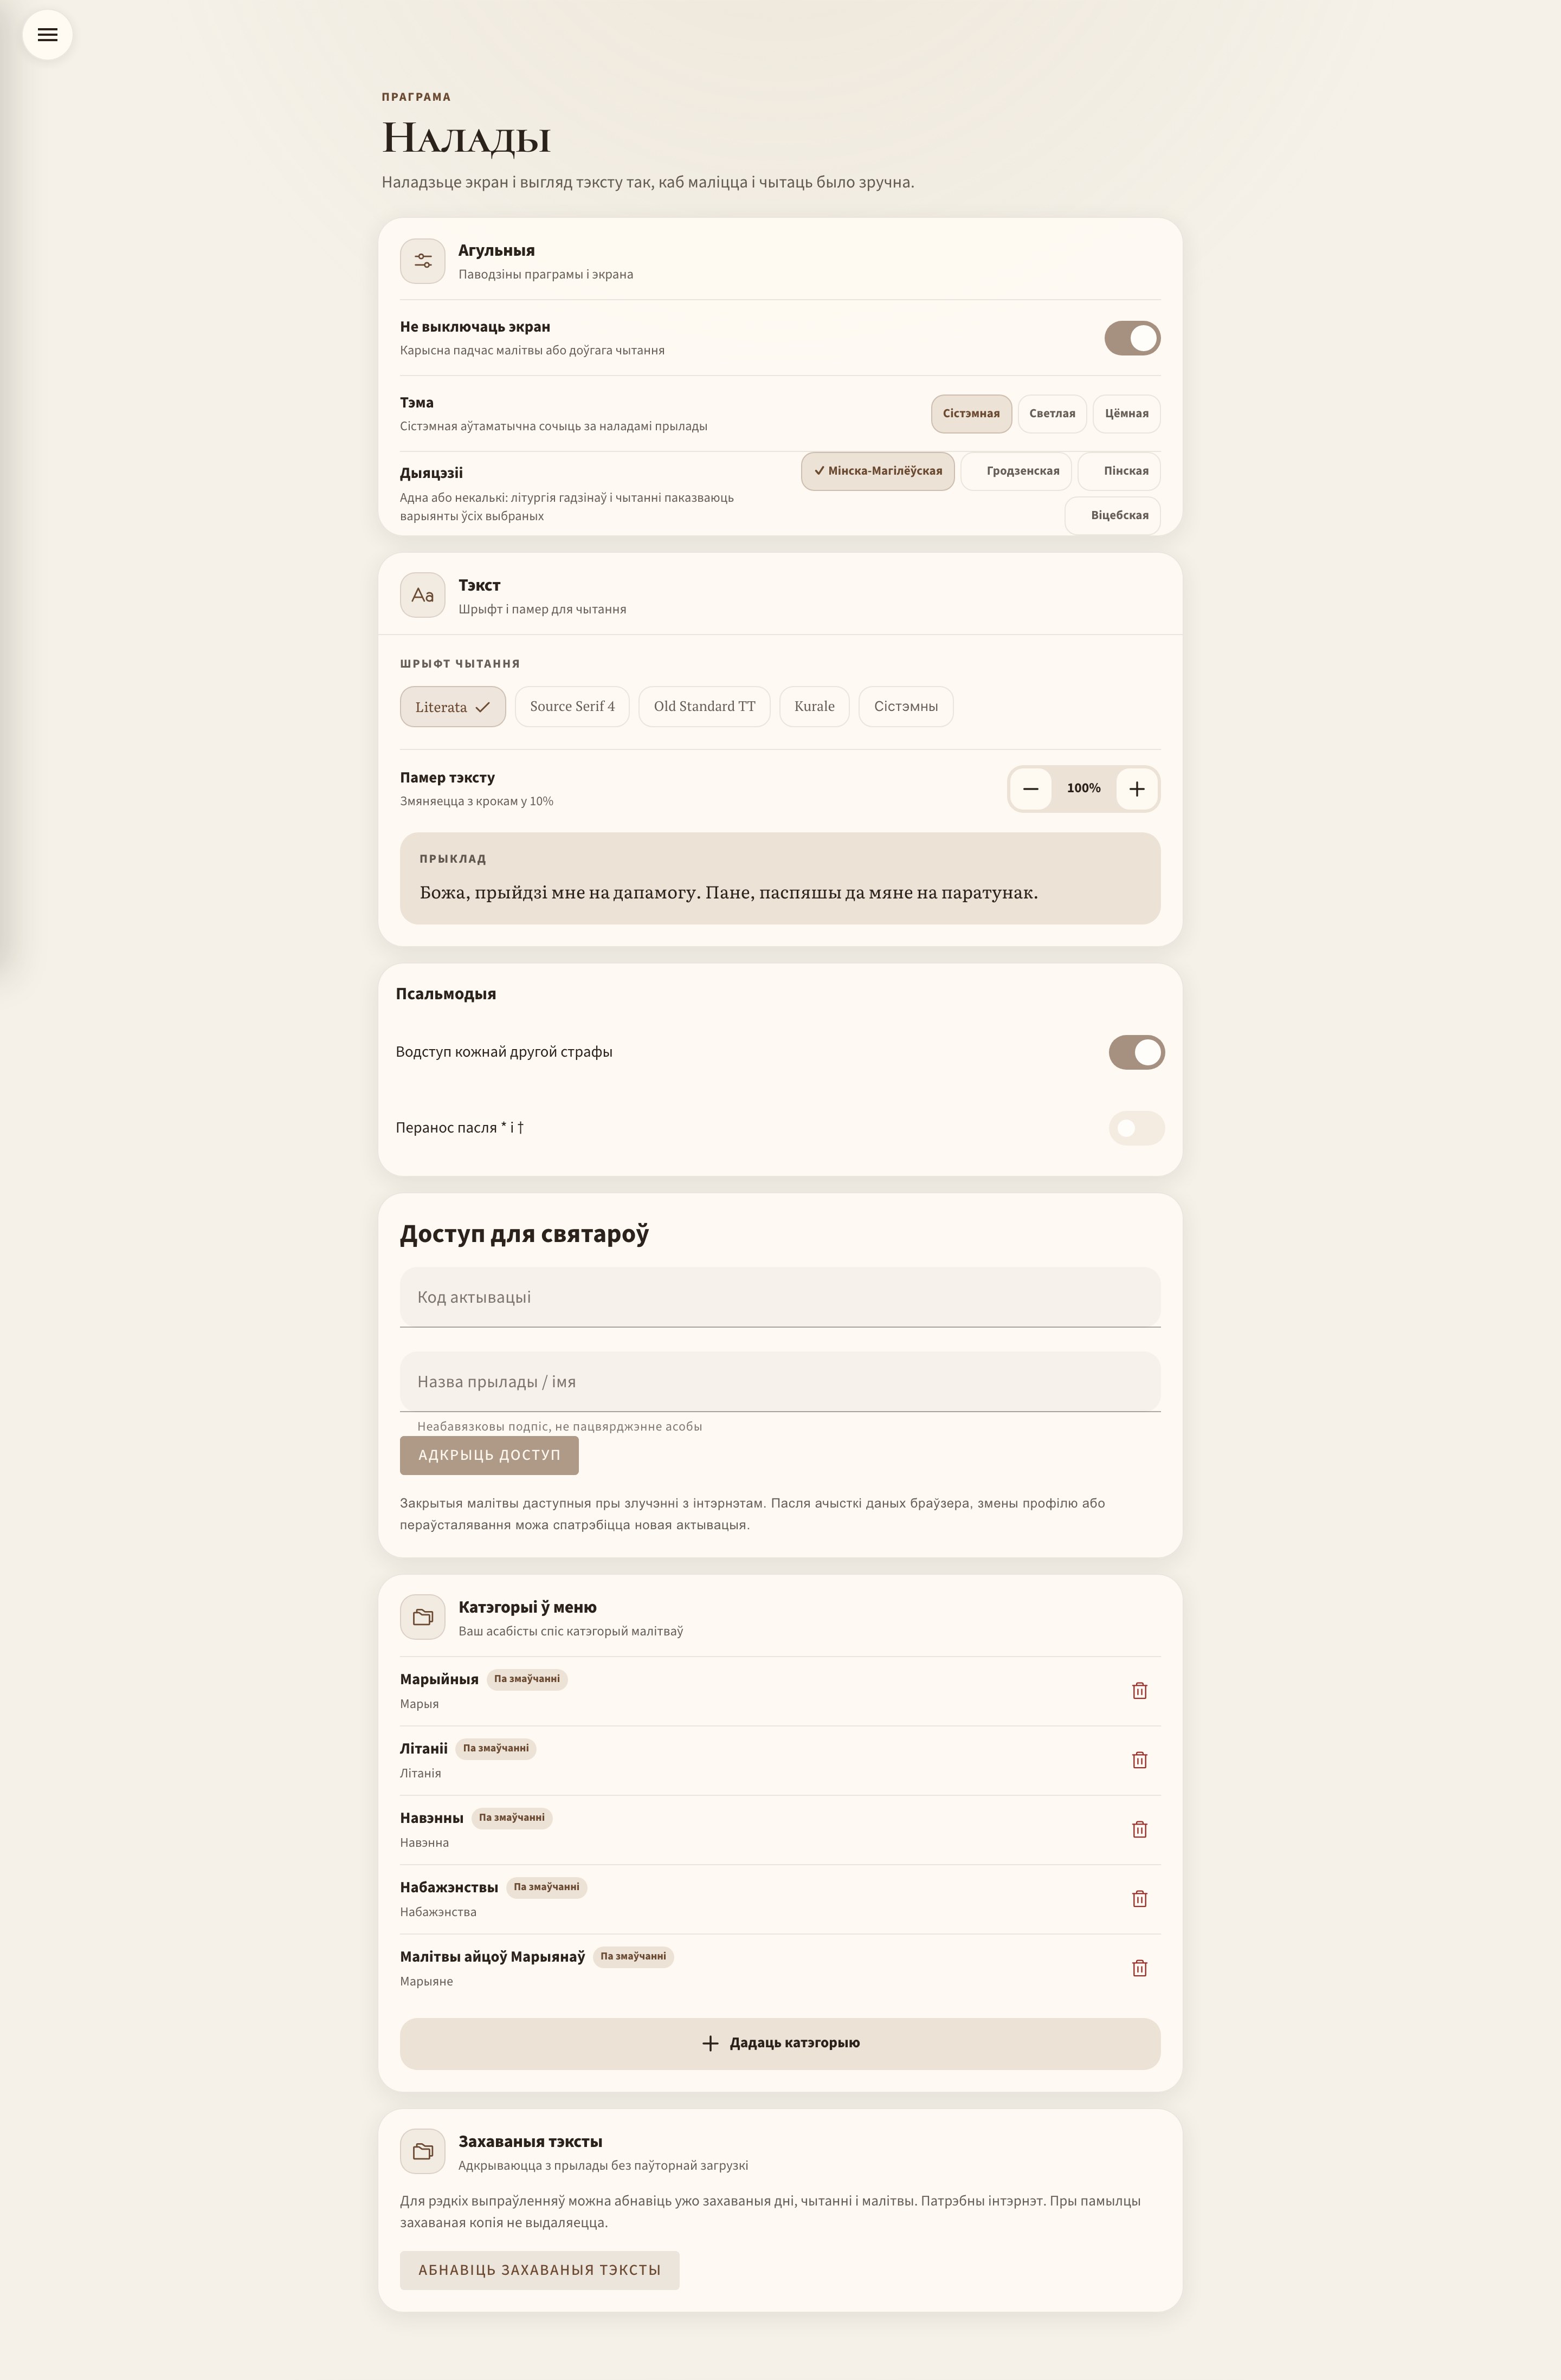 ПРАГРАМА
Налады
Наладзьце экран і выгляд тэксту так, каб маліцца і чытаць было зручна.
Агульныя
Паводзіны праграмы і экрана
Не выключаць экран
Карысна падчас малітвы або доўгага чытання
Тэма
Сістэмная аўтаматычна сочыць за наладамі прылады
Сістэмная Светлая Цёмная
Дыяцэзіі
Адна або некалькі: літургія гадзінаў і чытанні паказваюць
варыянты ўсіх выбраных
✓ Мінска-Магілёўская Гродзенская Пінская
Віцебская
Тэкст
Шрыфт і памер для чытання
ШРЫФТ ЧЫТАННЯ
Literata Source Serif 4 Old Standard TT Kurale Сістэмны
Памер тэксту
Змяняецца з крокам у 10%
100%
ПРЫКЛАД
Божа, прыйдзі мне на дапамогу. Пане, паспяшы да мяне на паратунак.
Псальмодыя
Водступ кожнай другой страфы
Перанос пасля * і †
Доступ для святароў
Код актывацыі
Назва прылады / імя
Неабавязковы подпіс, не пацвярджэнне асобы
АДКРЫЦЬ ДОСТУП
Закрытыя малітвы даступныя пры злучэнні з інтэрнэтам. Пасля ачысткі даных браўзера, змены профілю або
пераўсталявання можа спатрэбіцца новая актывацыя.
Катэгорыі ў меню
Ваш асабісты спіс катэгорый малітваў
Марыйныя Па змаўчанні
Марыя
Літаніі Па змаўчанні
Літанія
Навэнны Па змаўчанні
Навэнна
Набажэнствы Па змаўчанні
Набажэнства
Малітвы айцоў Марыянаў Па змаўчанні
Марыяне
Дадаць катэгорыю
Захаваныя тэксты
Адкрываюцца з прылады без паўторнай загрузкі
Для рэдкіх выпраўленняў можна абнавіць ужо захаваныя дні, чытанні і малітвы. Патрэбны інтэрнэт. Пры памылцы
захаваная копія не выдаляецца.
АБНАВІЦЬ ЗАХАВАНЫЯ ТЭКСТЫ